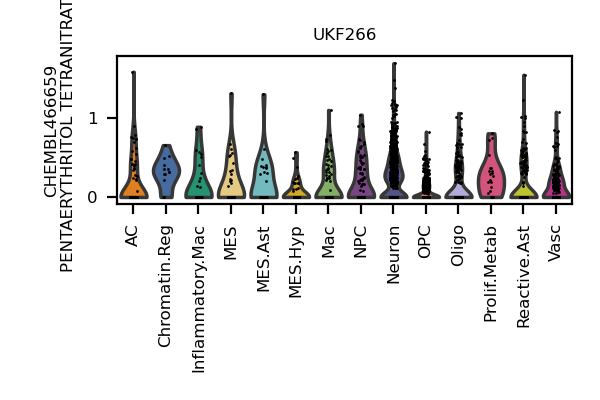 UKF266
CHEMBL466659
PENTAERYTHRITOL TETRANITRAT
1
0
AC
Chromatin.Reg
Inflammatory.Mac
MES
MES.Ast
MES.Hyp
Mac
NPC
Neuron
OPC
Oligo
Prolif.Metab
Reactive.Ast
Vasc